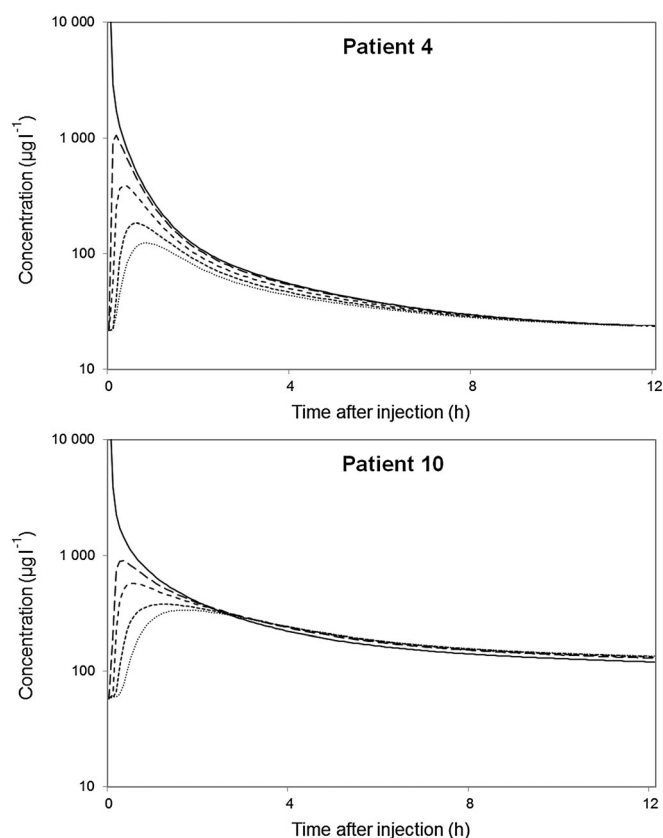 Patient 4
Concentration (µg l⁻¹)
10 000
1 000
100
10
0
4
8
12
Time after injection (h)
Patient 10
Concentration (µg l⁻¹)
10 000
1 000
100
10
0
4
8
12
Time after injection (h)